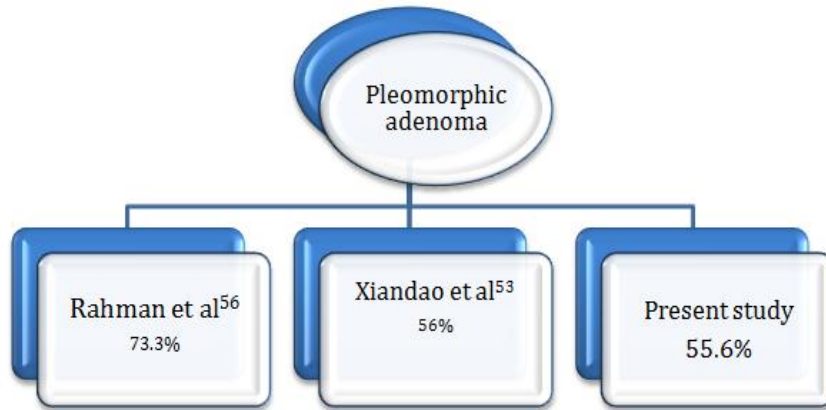 Pleomorphic
adenoma
Rahman et al⁵⁶
73.3%
Xiandao et al⁵³
56%
Present study
55.6%